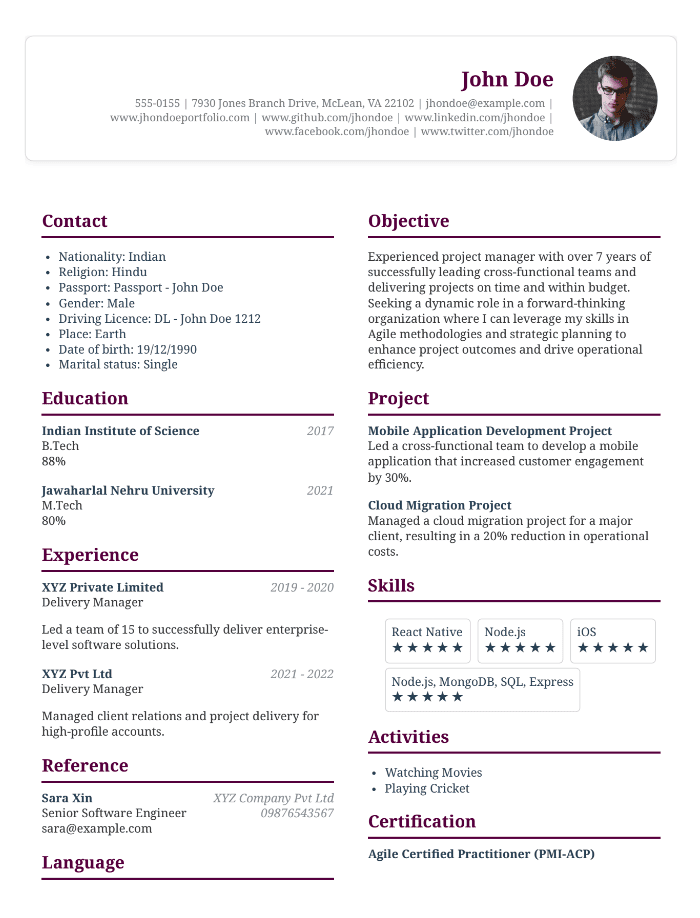 John Doe
555-0155 | 7930 Jones Branch Drive, McLean, VA 22102 | jhondoe@example.com |
www.jhondoeportfolio.com | www.github.com/jhondoe | www.linkedin.com/jhondoe |
www.facebook.com/jhondoe | www.twitter.com/jhondoe
Contact
• Nationality: Indian
• Religion: Hindu
• Passport: Passport - John Doe
• Gender: Male
• Driving Licence: DL - John Doe 1212
• Place: Earth
• Date of birth: 19/12/1990
• Marital status: Single
Education
Indian Institute of Science 2017
B.Tech
88%
Jawaharlal Nehru University 2021
M.Tech
80%
Experience
XYZ Private Limited 2019 - 2020
Delivery Manager
Led a team of 15 to successfully deliver enterprise-
level software solutions.
XYZ Pvt Ltd 2021 - 2022
Delivery Manager
Managed client relations and project delivery for
high-profile accounts.
Reference
Sara Xin XYZ Company Pvt Ltd
Senior Software Engineer 09876543567
sara@example.com
Language
Objective
Experienced project manager with over 7 years of
successfully leading cross-functional teams and
delivering projects on time and within budget.
Seeking a dynamic role in a forward-thinking
organization where I can leverage my skills in
Agile methodologies and strategic planning to
enhance project outcomes and drive operational
efficiency.
Project
Mobile Application Development Project
Led a cross-functional team to develop a mobile
application that increased customer engagement
by 30%.
Cloud Migration Project
Managed a cloud migration project for a major
client, resulting in a 20% reduction in operational
costs.
Skills
React Native
★★★★★
Node.js
★★★★★
iOS
★★★★★
Node.js, MongoDB, SQL, Express
★★★★★
Activities
• Watching Movies
• Playing Cricket
Certification
Agile Certified Practitioner (PMI-ACP)